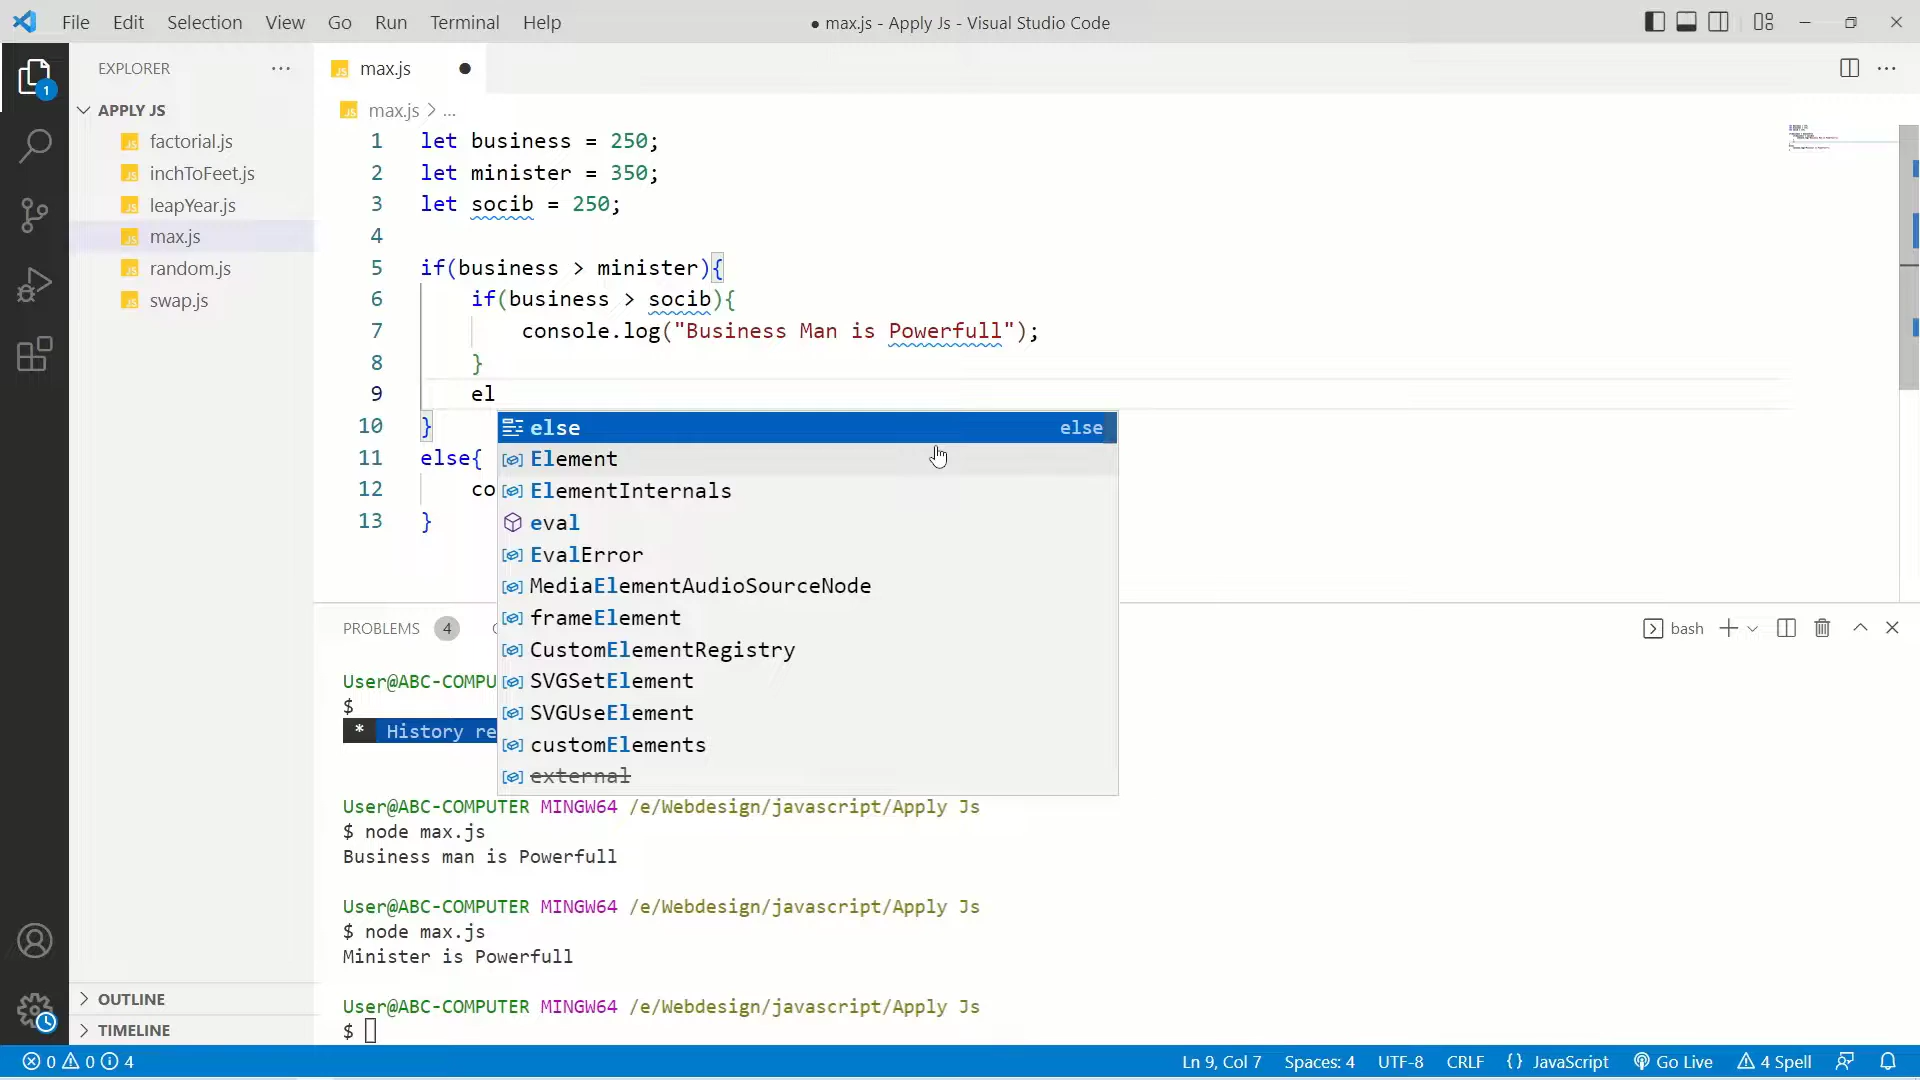 File Edit Selection View Go Run Terminal Help
● max.js - Apply Js - Visual Studio Code
EXPLORER
max.js
APPLY JS
max.js > ...
factorial.js
inchToFeet.js
leapYear.js
max.js
random.js
swap.js
1 let business = 250;
2 let minister = 350;
3 let socib = 250;
4
5 if(business > minister){
6 if(business > socib){
7 console.log("Business Man is Powerfull");
8 }
9 el
10 }
11 else{
12 co
13 }
else else
Element
ElementInternals
eval
EvalError
MediaElementAudioSourceNode
frameElement
CustomElementRegistry
SVGSetElement
SVGUseElement
customElements
external
PROBLEMS 4
bash
User@ABC-COMPU
$
* History re
User@ABC-COMPUTER MINGW64 /e/Webdesign/javascript/Apply Js
$ node max.js
Business man is Powerfull
User@ABC-COMPUTER MINGW64 /e/Webdesign/javascript/Apply Js
$ node max.js
Minister is Powerfull
User@ABC-COMPUTER MINGW64 /e/Webdesign/javascript/Apply Js
$
OUTLINE
TIMELINE
1
0 0 4
Ln 9, Col 7 Spaces: 4 UTF-8 CRLF {} JavaScript Go Live 4 Spell